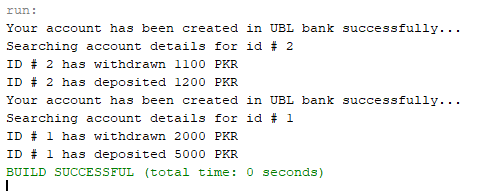 run:
Your account has been created in UBL bank successfully...
Searching account details for id # 2
ID # 2 has withdrawn 1100 PKR
ID # 2 has deposited 1200 PKR
Your account has been created in UBL bank successfully...
Searching account details for id # 1
ID # 1 has withdrawn 2000 PKR
ID # 1 has deposited 5000 PKR
BUILD SUCCESSFUL (total time: 0 seconds)